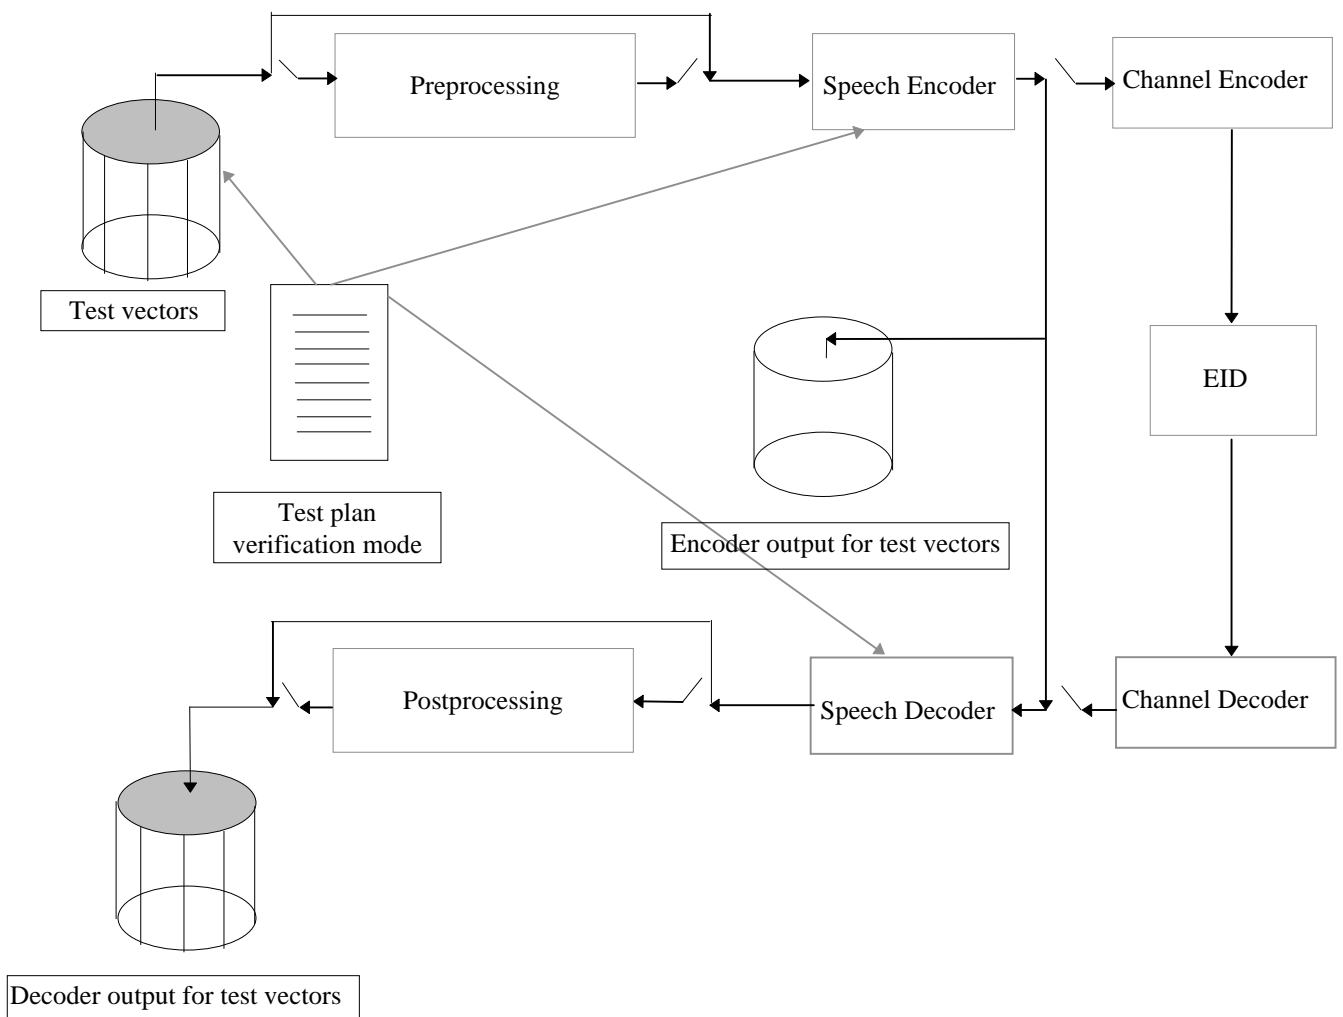 Preprocessing
Speech Encoder
Channel Encoder
Test vectors
EID
Test plan
verification mode
Encoder output for test vectors
Postprocessing
Speech Decoder
Channel Decoder
Decoder output for test vectors